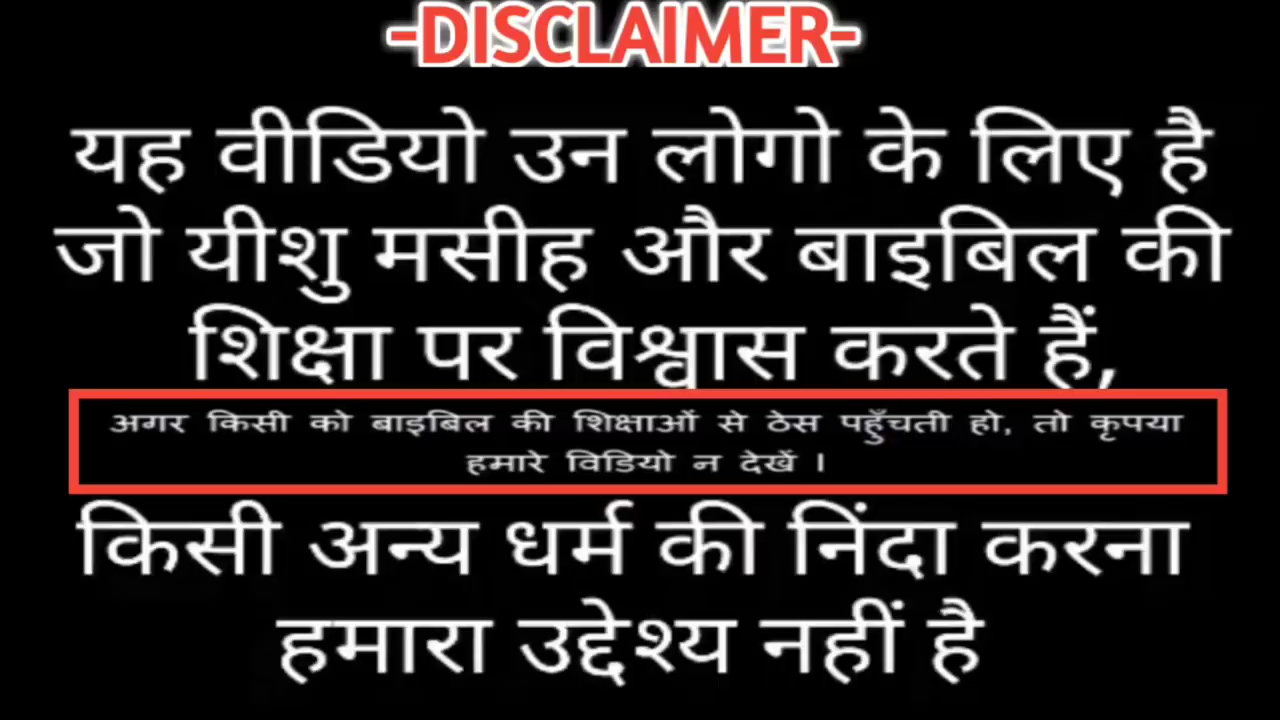 -DISCLAIMER-
यह वीडियो उन लोगो के लिए है
जो यीशु मसीह और बाइबिल की
शिक्षा पर विश्वास करते हैं,
अगर किसी को बाइबिल की शिक्षाओं से ठेस पहुँचती हो, तो कृपया
हमारे विडियो न देखें ।
किसी अन्य धर्म की निंदा करना
हमारा उद्देश्य नहीं है